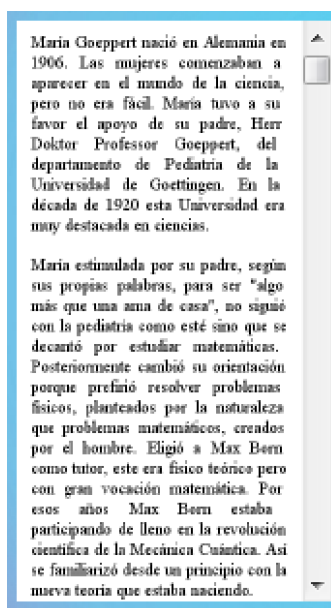 María Goeppert nació en Alemania en
1906. Las mujeres comenzaban a
aparecer en el mundo de la ciencia,
pero no era fácil. María tuvo a su
favor el apoyo de su padre, Herr
Doktor Professor Goeppert, del
departamento de Pediatría de la
Universidad de Goettingen. En la
década de 1920 esta Universidad era
muy destacada en ciencias.
María estimulada por su padre, según
sus propias palabras, para ser "algo
más que una ama de casa", no siguió
con la pediatría como esté sino que se
decantó por estudiar matemáticas.
Posteriormente cambió su orientación
porque prefirió resolver problemas
físicos, planteados por la naturaleza
que problemas matemáticos, creados
por el hombre. Eligió a Max Born
como tutor, este era físico teórico pero
con gran vocación matemática. Por
esos años Max Born estaba
participando de lleno en la revolución
científica de la Mecánica Cuántica. Así
se familiarizó desde un principio con la
nueva teoría que estaba naciendo.